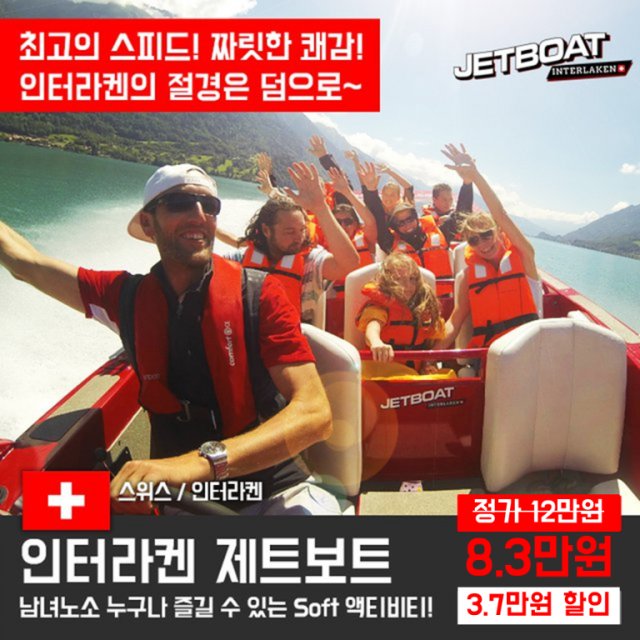 최고의 스피드! 짜릿한 쾌감!
인터라켄의 절경은 덤으로~
JETBOAT
INTERLAKEN
comfort
JETBOAT
INTERLAKEN
스위스 / 인터라켄
정가 12만원
인터라켄 제트보트
8.3만원
남녀노소 누구나 즐길 수 있는 Soft 액티비티!
3.7만원 할인